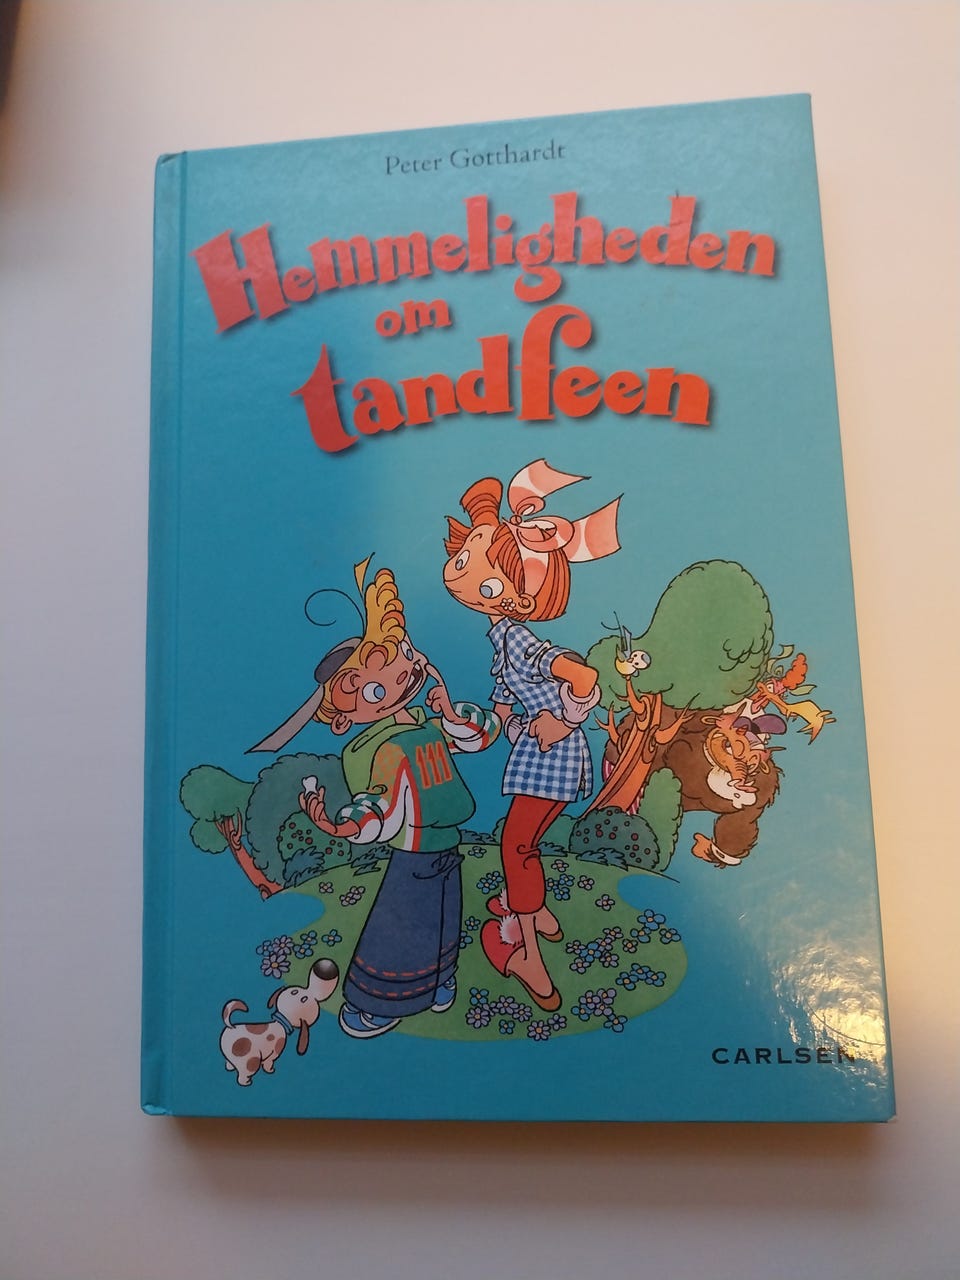 Peter Gotthardt
Hemmeligheden
om
tandfeen
111
CARLSEN